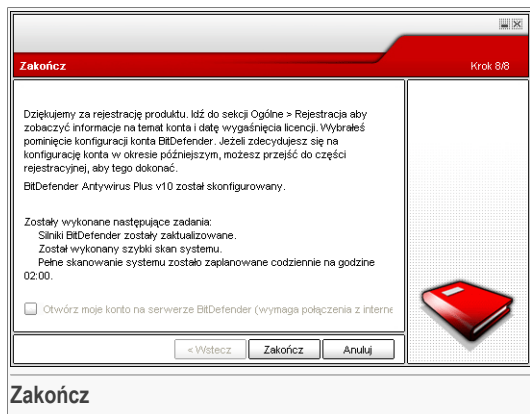 Zakończ
Krok 8/8
Dziękujemy za rejestrację produktu. Idź do sekcji Ogólne > Rejestracja aby
zobaczyć informacje na temat konta i datę wygaśnięcia licencji. Wybrałeś
pominięcie konfiguracji konta BitDefender. Jeżeli zdecydujesz się na
konfigurację konta w okresie późniejszym, możesz przejść do części
rejestracyjnej, aby tego dokonać.
BitDefender Antywirus Plus v10 został skonfigurowany.
Zostały wykonane następujące zadania:
Silniki BitDefender zostały zaktualizowane.
Został wykonany szybki skan systemu.
Pełne skanowanie systemu zostało zaplanowane codziennie na godzine
02:00.
Otwórz moje konto na serwerze BitDefender (wymaga połączenia z interne
< Wstecz
Zakończ
Anuluj
Zakończ